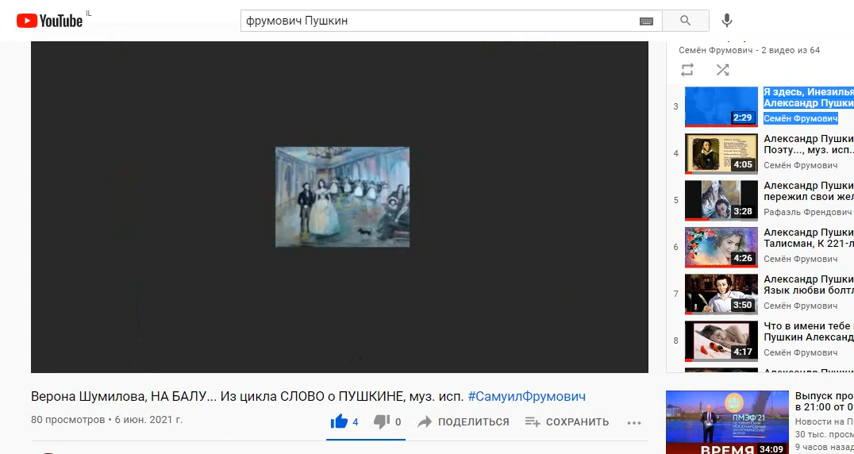 YouTube IL
фрумович Пушкин
Семён Фрумович - 2 видео из 64
3
Я здесь, Инезилья
Александр Пушки
Семён Фрумович
2:29
4
Александр Пушки
Поэту..., муз. исп..
Семён Фрумович
4:05
5
Александр Пушки
пережил свои жел
Рафаэль Френдович
3:28
6
Александр Пушки
Талисман, К 221-л
Семён Фрумович
4:26
7
Александр Пушки
Язык любви болтл
Семён Фрумович
3:50
8
Что в имени тебе
Пушкин Александ
Семён Фрумович
4:17
Верона Шумилова, НА БАЛУ... Из цикла СЛОВО о ПУШКИНЕ, муз. исп. #СамуилФрумович
80 просмотров • 6 июн. 2021 г.
4
0
ПОДЕЛИТЬСЯ
СОХРАНИТЬ
ПМЭФ'21
ВРЕМЯ
34:09
Выпуск про
в 21:00 от 0
Новости на П
30 тыс. просм
9 часов назад